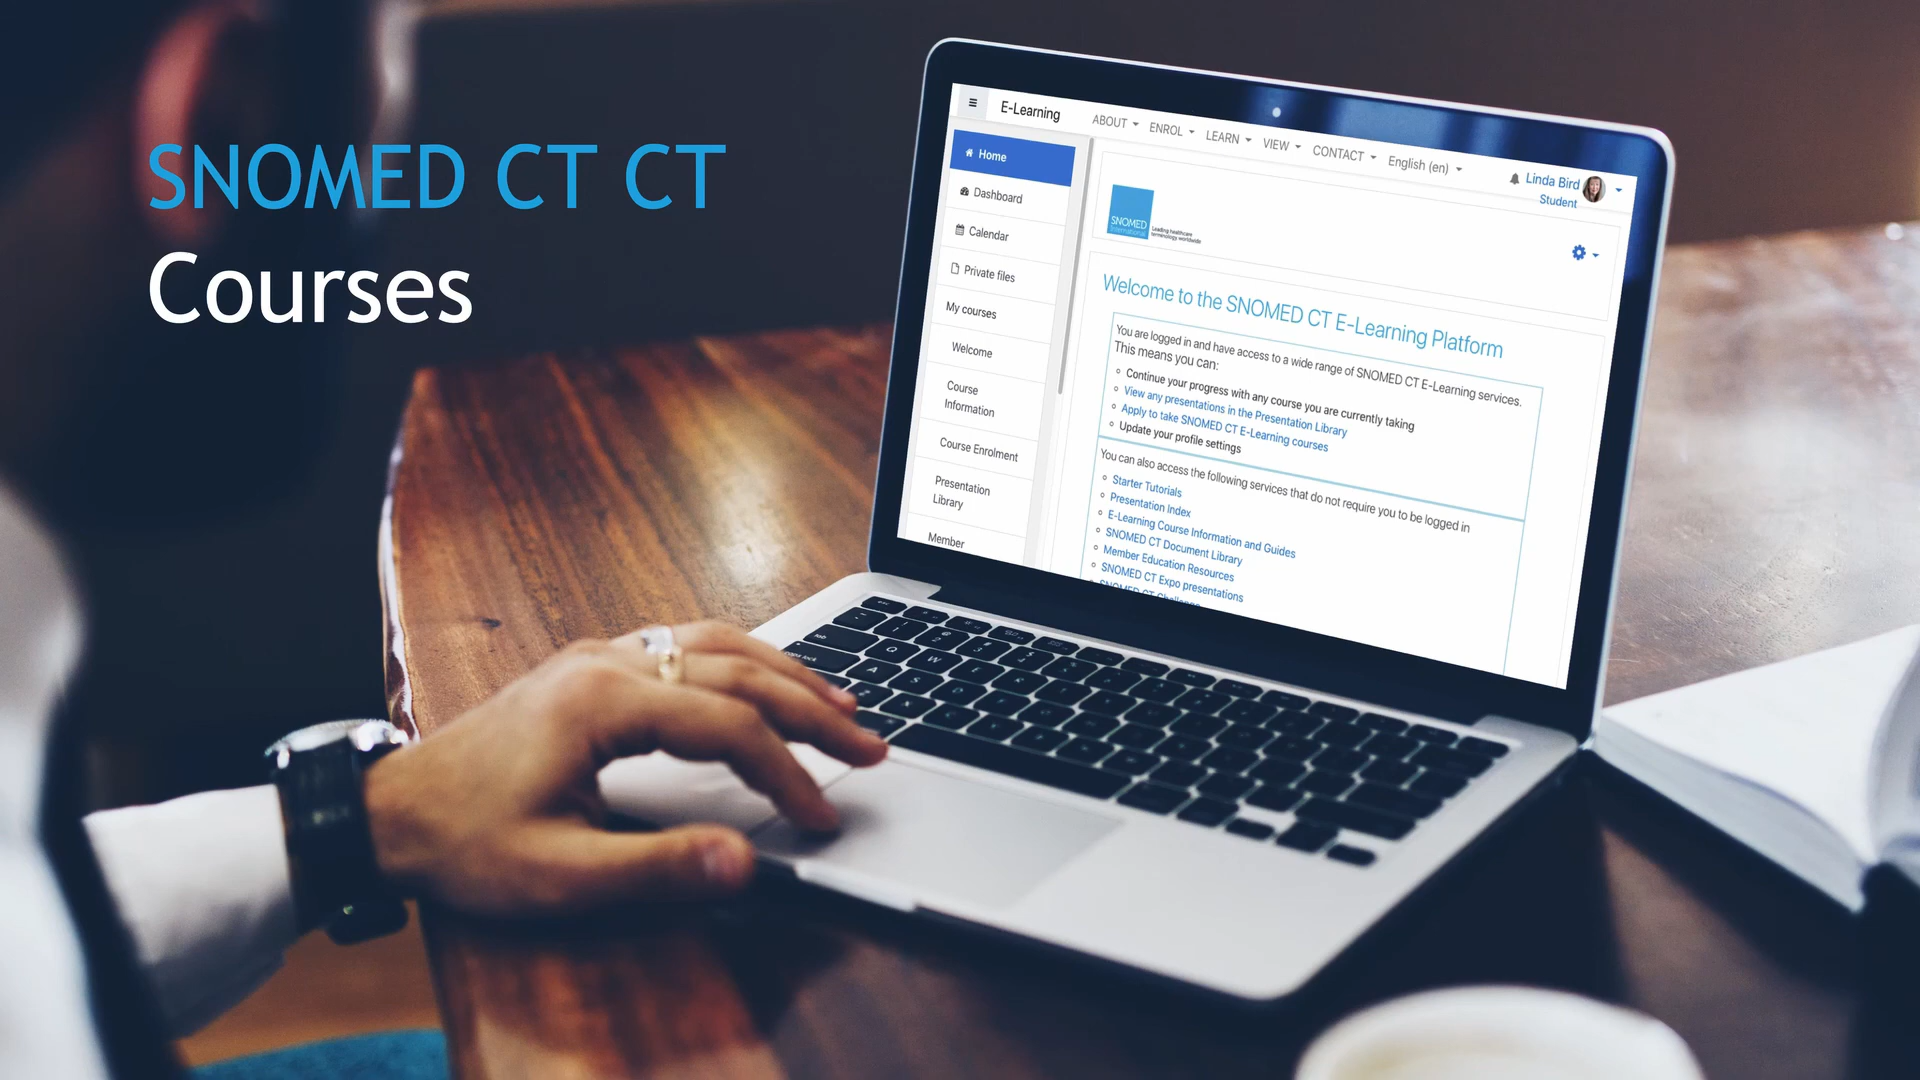 SNOMED CT CT
Courses
E-Learning
ABOUT
ENROL
LEARN
VIEW
CONTACT
English (en)
Linda Bird
Student
Home
Dashboard
Calendar
Private files
My courses
Welcome
Course
Information
Course Enrolment
Presentation
Library
Member
SNOMED
International
Leading healthcare
terminology worldwide
Welcome to the SNOMED CT E-Learning Platform
You are logged in and have access to a wide range of SNOMED CT E-Learning services.
This means you can:
Continue your progress with any course you are currently taking
View any presentations in the Presentation Library
Apply to take SNOMED CT E-Learning courses
Update your profile settings
You can also access the following services that do not require you to be logged in
Starter Tutorials
Presentation Index
E-Learning Course Information and Guides
SNOMED CT Document Library
Member Education Resources
SNOMED CT Expo presentations